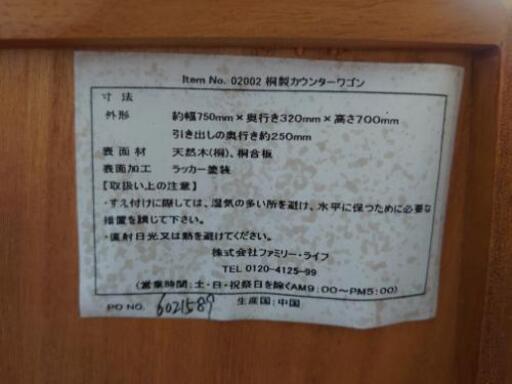 Item No. 02002 桐製カウンターワゴン
寸法
外形 約幅750mm×奥行き320mm×高さ700mm
引き出しの奥行き約250mm
表面材 天然木(桐)、桐合板
表面加工 ラッカー塗装
【取扱い上の注意】
・すえ付けに際しては、湿気の多い所を避け、水平に保つために必要な
措置を講じて下さい。
・直射日光又は熱を避けてください。
株式会社ファミリー・ライフ
TEL 0120-4125-99
(営業時間:土・日・祝祭日を除くAM9:00~PM5:00)
PO NO. 6021587 生産国:中国